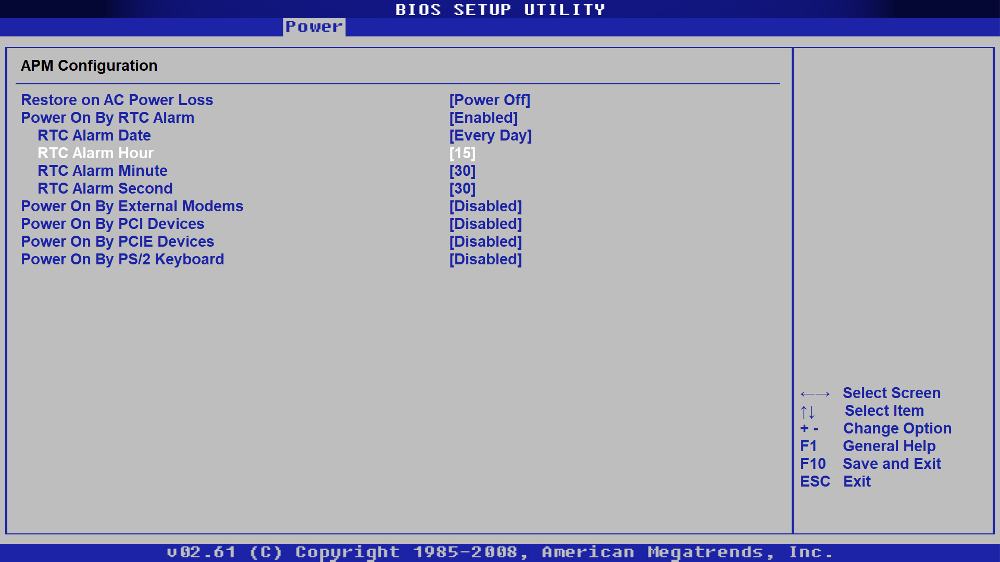 BIOS SETUP UTILITY
Power
APM Configuration
Restore on AC Power Loss [Power Off]
Power On By RTC Alarm [Enabled]
RTC Alarm Date [Every Day]
RTC Alarm Hour [15]
RTC Alarm Minute [30]
RTC Alarm Second [30]
Power On By External Modems [Disabled]
Power On By PCI Devices [Disabled]
Power On By PCIE Devices [Disabled]
Power On By PS/2 Keyboard [Disabled]
←→ Select Screen
↑↓ Select Item
+ - Change Option
F1 General Help
F10 Save and Exit
ESC Exit
v02.61 (C) Copyright 1985-2008, American Megatrends, Inc.